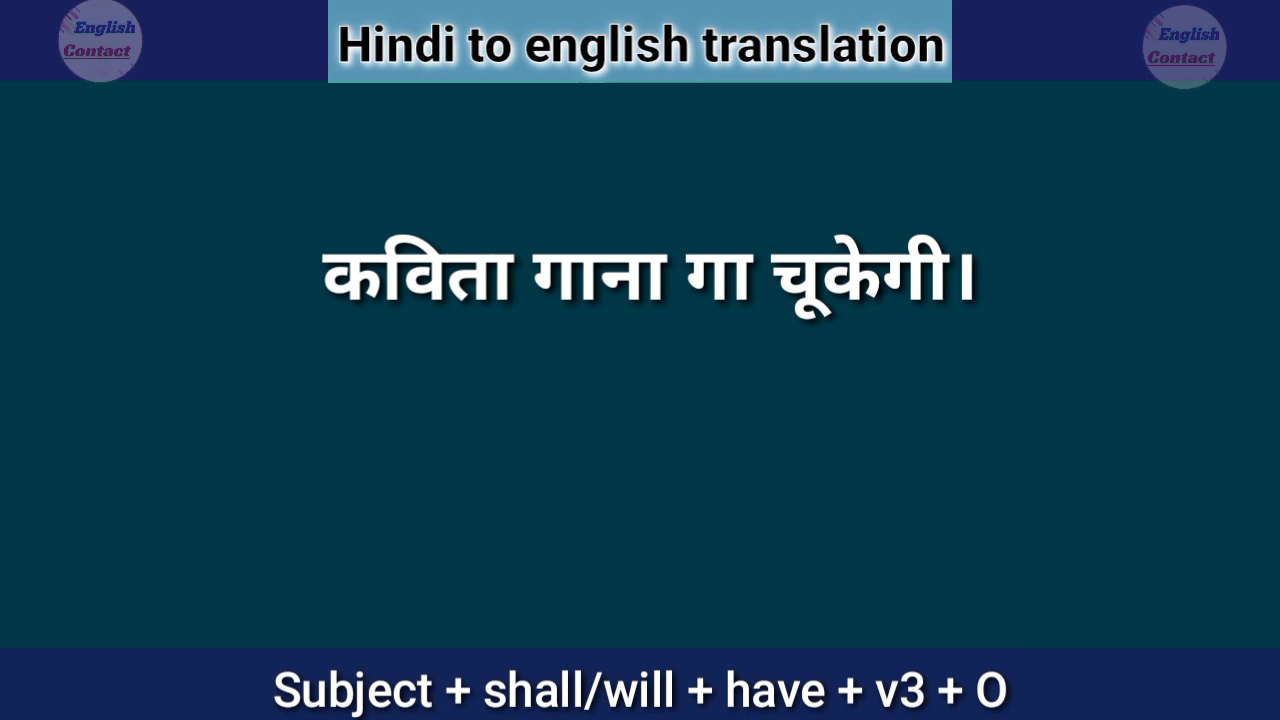 English
Contact
Hindi to english translation
English
Contact
कविता गाना गा चूकेगी।
Subject + shall/will + have + v3 + O